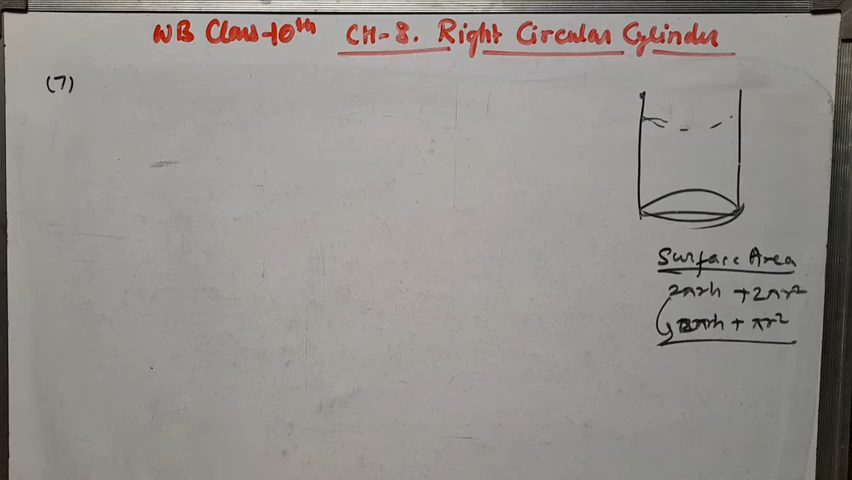 WB Class-10th CH-8. Right Circular Cylinder
(7)
Surface Area
2πrh + 2πr²
2πrh + πr²